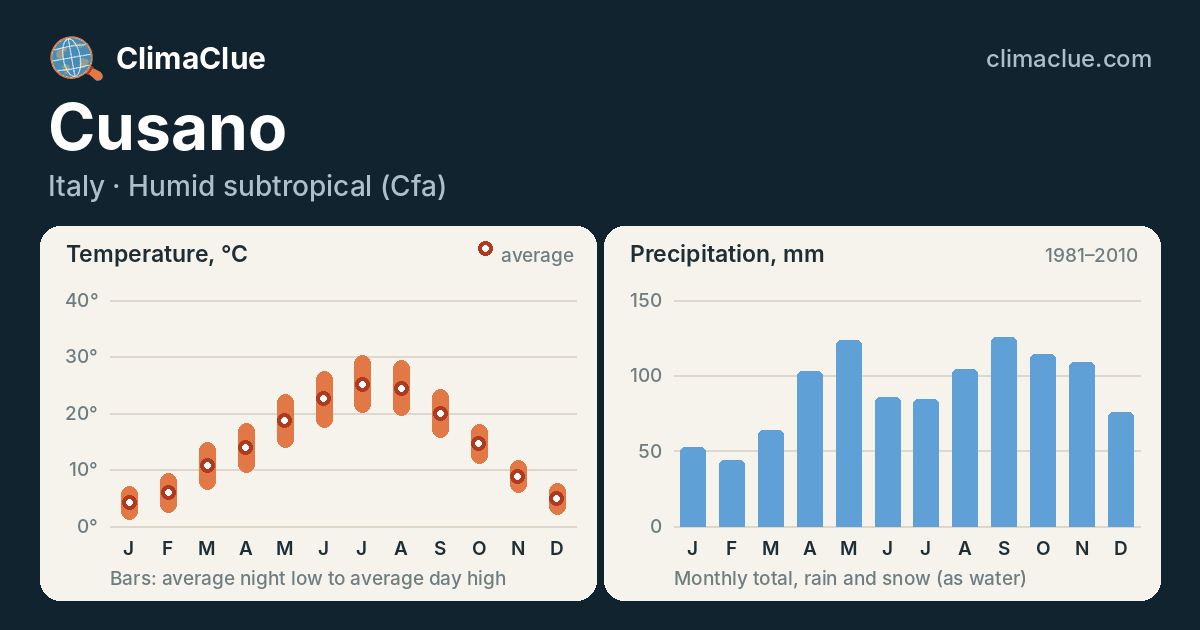 ClimaClue
climaclue.com
Cusano
Italy · Humid subtropical (Cfa)
Temperature, °C
average
40°
30°
20°
10°
0°
J F M A M J J A S O N D
Bars: average night low to average day high
Precipitation, mm
1981–2010
150
100
50
0
J F M A M J J A S O N D
Monthly total, rain and snow (as water)